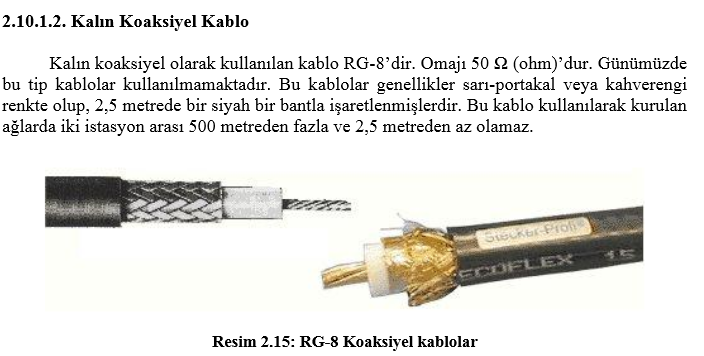 2.10.1.2. Kalın Koaksiyel Kablo
Kalın koaksiyel olarak kullanılan kablo RG-8’dir. Omajı 50 Ω (ohm)’dur. Günümüzde
bu tip kablolar kullanılmamaktadır. Bu kablolar genellikler sarı-portakal veya kahverengi
renkte olup, 2,5 metrede bir siyah bir bantla işaretlenmişlerdir. Bu kablo kullanılarak kurulan
ağlarda iki istasyon arası 500 metreden fazla ve 2,5 metreden az olamaz.
Stecker-Profi®
ECOFLEX 15
Resim 2.15: RG-8 Koaksiyel kablolar